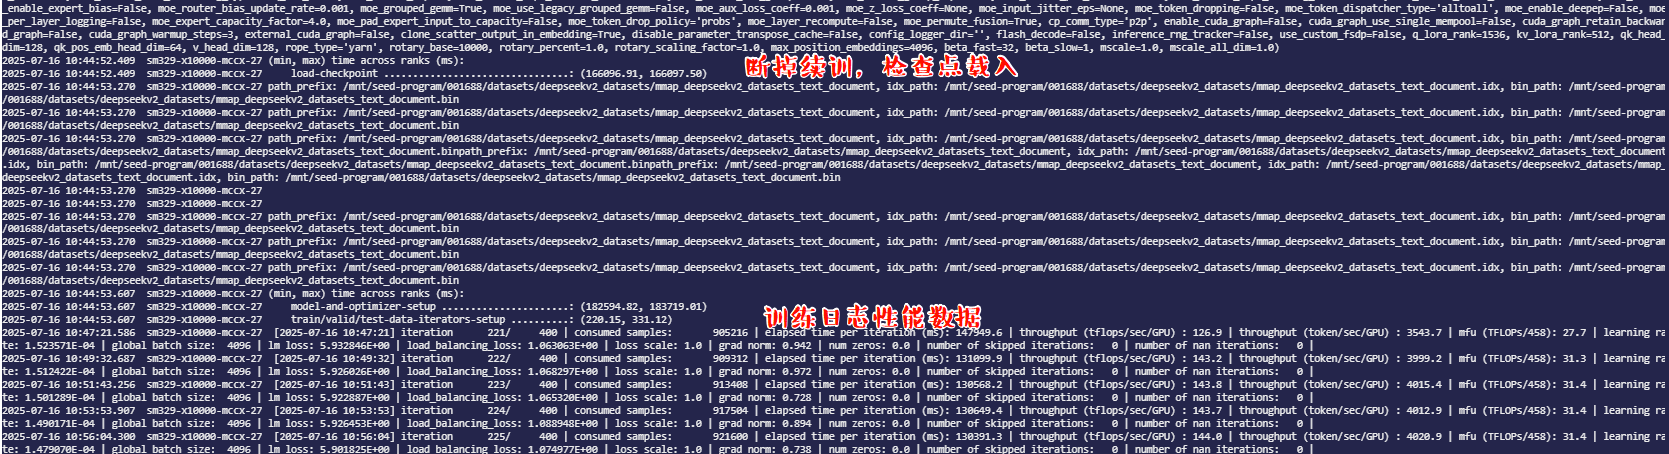 enable_expert_bias=False, moe_router_bias_update_rate=0.001, moe_grouped_gemm=True, moe_use_legacy_grouped_gemm=False, moe_aux_loss_coeff=0.001, moe_z_loss_coeff=None, moe_input_jitter_eps=None, moe_token_dropping=False, moe_token_dispatcher_type='alltoall', moe_enable_deepep=False, moe_
per_layer_logging=False, moe_expert_capacity_factor=4.0, moe_pad_expert_input_to_capacity=False, moe_token_drop_policy='probs', moe_layer_recompute=False, moe_permute_fusion=True, cp_comm_type="p2p", enable_cuda_graph=False, cuda_graph_use_single_mempool=False, cuda_graph_retain_backwar
d_graph=False, cuda_graph_warmup_steps=3, external_cuda_graph=False, clone_scatter_output_in_embedding=True, disable_parameter_transpose_cache=False, config_logger_dir='', flash_decode=False, inference_rng_tracker=False, use_custom_fsdp=False, q_lora_rank=1536, kv_lora_rank=512, qk_head_
dim=128, qk_pos_emb_head_dim=64, v_head_dim=128, rope_type='yarn', rotary_base=10000, rotary_percent=1.0, rotary_scaling_factor=1.0, max_position_embeddings=4096, beta_fast=32, beta_slow=1, mscale=1.0, mscale_all_dim=1.0)
2025-07-16 10:44:52.409 sm329-x10000-mccx-27 (min, max) time across ranks (ms):
2025-07-16 10:44:52.409 sm329-x10000-mccx-27 load-checkpoint ................................: (166096.91, 166097.50)
断掉续训，检查点载入
2025-07-16 10:44:53.270 sm329-x10000-mccx-27 path_prefix: /mnt/seed-program/001688/datasets/deepseekv2_datasets/mmap_deepseekv2_datasets_text_document, idx_path: /mnt/seed-program/001688/datasets/deepseekv2_datasets/mmap_deepseekv2_datasets_text_document.idx, bin_path: /mnt/seed-program
/001688/datasets/deepseekv2_datasets/mmap_deepseekv2_datasets_text_document.bin
2025-07-16 10:44:53.270 sm329-x10000-mccx-27 path_prefix: /mnt/seed-program/001688/datasets/deepseekv2_datasets/mmap_deepseekv2_datasets_text_document, idx_path: /mnt/seed-program/001688/datasets/deepseekv2_datasets/mmap_deepseekv2_datasets_text_document.idx, bin_path: /mnt/seed-program
/001688/datasets/deepseekv2_datasets/mmap_deepseekv2_datasets_text_document.bin
2025-07-16 10:44:53.270 sm329-x10000-mccx-27 path_prefix: /mnt/seed-program/001688/datasets/deepseekv2_datasets/mmap_deepseekv2_datasets_text_document, idx_path: /mnt/seed-program/001688/datasets/deepseekv2_datasets/mmap_deepseekv2_datasets_text_document.idx, bin_path: /mnt/seed-program
/001688/datasets/deepseekv2_datasets/mmap_deepseekv2_datasets_text_document.binpath_prefix: /mnt/seed-program/001688/datasets/deepseekv2_datasets/mmap_deepseekv2_datasets_text_document, idx_path: /mnt/seed-program/001688/datasets/deepseekv2_datasets/mmap_deepseekv2_datasets_text_document
.idx, bin_path: /mnt/seed-program/001688/datasets/deepseekv2_datasets/mmap_deepseekv2_datasets_text_document.binpath_prefix: /mnt/seed-program/001688/datasets/deepseekv2_datasets/mmap_deepseekv2_datasets_text_document, idx_path: /mnt/seed-program/001688/datasets/deepseekv2_datasets/mmap_
deepseekv2_datasets_text_document.idx, bin_path: /mnt/seed-program/001688/datasets/deepseekv2_datasets/mmap_deepseekv2_datasets_text_document.bin
2025-07-16 10:44:53.270 sm329-x10000-mccx-27
2025-07-16 10:44:53.270 sm329-x10000-mccx-27
2025-07-16 10:44:53.270 sm329-x10000-mccx-27 path_prefix: /mnt/seed-program/001688/datasets/deepseekv2_datasets/mmap_deepseekv2_datasets_text_document, idx_path: /mnt/seed-program/001688/datasets/deepseekv2_datasets/mmap_deepseekv2_datasets_text_document.idx, bin_path: /mnt/seed-program
/001688/datasets/deepseekv2_datasets/mmap_deepseekv2_datasets_text_document.bin
2025-07-16 10:44:53.270 sm329-x10000-mccx-27 path_prefix: /mnt/seed-program/001688/datasets/deepseekv2_datasets/mmap_deepseekv2_datasets_text_document, idx_path: /mnt/seed-program/001688/datasets/deepseekv2_datasets/mmap_deepseekv2_datasets_text_document.idx, bin_path: /mnt/seed-program
/001688/datasets/deepseekv2_datasets/mmap_deepseekv2_datasets_text_document.bin
2025-07-16 10:44:53.270 sm329-x10000-mccx-27 path_prefix: /mnt/seed-program/001688/datasets/deepseekv2_datasets/mmap_deepseekv2_datasets_text_document, idx_path: /mnt/seed-program/001688/datasets/deepseekv2_datasets/mmap_deepseekv2_datasets_text_document.idx, bin_path: /mnt/seed-program
/001688/datasets/deepseekv2_datasets/mmap_deepseekv2_datasets_text_document.bin
2025-07-16 10:44:53.607 sm329-x10000-mccx-27 (min, max) time across ranks (ms):
2025-07-16 10:44:53.607 sm329-x10000-mccx-27 model-and-optimizer-setup ......................: (182594.82, 183719.01)
2025-07-16 10:44:53.607 sm329-x10000-mccx-27 train/valid/test-data-iterators-setup ..........: (220.15, 331.12)
训练日志性能数据
2025-07-16 10:47:21.586 sm329-x10000-mccx-27 [2025-07-16 10:47:21] iteration 221/ 400 | consumed samples: 905216 | elapsed time per iteration (ms): 147949.6 | throughput (tflops/sec/GPU) : 126.9 | throughput (token/sec/GPU) : 3543.7 | mfu (TFLOPs/458): 27.7 | learning ra
te: 1.523571E-04 | global batch size: 4096 | lm loss: 5.932846E+00 | load_balancing_loss: 1.063063E+00 | loss scale: 1.0 | grad norm: 0.942 | num zeros: 0.0 | number of skipped iterations: 0 | number of nan iterations: 0 |
2025-07-16 10:49:32.687 sm329-x10000-mccx-27 [2025-07-16 10:49:32] iteration 222/ 400 | consumed samples: 909312 | elapsed time per iteration (ms): 131099.9 | throughput (tflops/sec/GPU) : 143.2 | throughput (token/sec/GPU) : 3999.2 | mfu (TFLOPs/458): 31.3 | learning ra
te: 1.512422E-04 | global batch size: 4096 | lm loss: 5.926026E+00 | load_balancing_loss: 1.068297E+00 | loss scale: 1.0 | grad norm: 0.972 | num zeros: 0.0 | number of skipped iterations: 0 | number of nan iterations: 0 |
2025-07-16 10:51:43.256 sm329-x10000-mccx-27 [2025-07-16 10:51:43] iteration 223/ 400 | consumed samples: 913408 | elapsed time per iteration (ms): 130568.2 | throughput (tflops/sec/GPU) : 143.8 | throughput (token/sec/GPU) : 4015.4 | mfu (TFLOPs/458): 31.4 | learning ra
te: 1.501289E-04 | global batch size: 4096 | lm loss: 5.922887E+00 | load_balancing_loss: 1.065320E+00 | loss scale: 1.0 | grad norm: 0.728 | num zeros: 0.0 | number of skipped iterations: 0 | number of nan iterations: 0 |
2025-07-16 10:53:53.907 sm329-x10000-mccx-27 [2025-07-16 10:53:53] iteration 224/ 400 | consumed samples: 917504 | elapsed time per iteration (ms): 130649.4 | throughput (tflops/sec/GPU) : 143.7 | throughput (token/sec/GPU) : 4012.9 | mfu (TFLOPs/458): 31.4 | learning ra
te: 1.490171E-04 | global batch size: 4096 | lm loss: 5.926453E+00 | load_balancing_loss: 1.088948E+00 | loss scale: 1.0 | grad norm: 0.894 | num zeros: 0.0 | number of skipped iterations: 0 | number of nan iterations: 0 |
2025-07-16 10:56:04.300 sm329-x10000-mccx-27 [2025-07-16 10:56:04] iteration 225/ 400 | consumed samples: 921600 | elapsed time per iteration (ms): 130391.3 | throughput (tflops/sec/GPU) : 144.0 | throughput (token/sec/GPU) : 4020.9 | mfu (TFLOPs/458): 31.4 | learning ra
te: 1.479070E-04 | global batch size: 4096 | lm loss: 5.901825E+00 | load_balancing_loss: 1.074977E+00 | loss scale: 1.0 | grad norm: 0.738 | num zeros: 0.0 | number of skipped iterations: 0 | number of nan iterations: 0 |